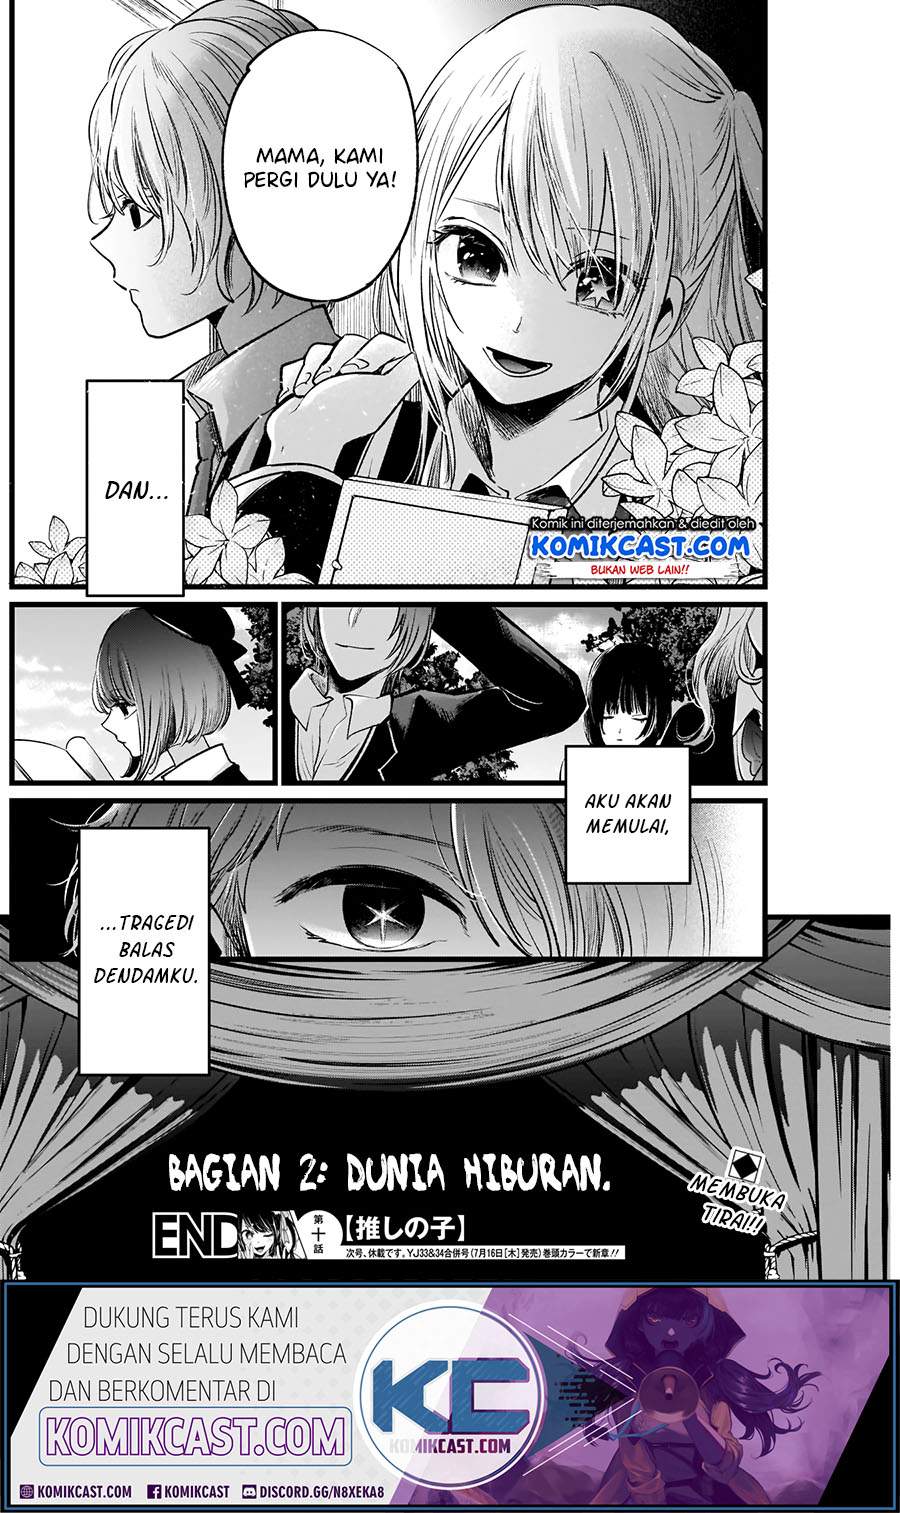 MAMA, KAMI
PERGI DULU YA!
DAN...
Komik ini diterjemahkan & diedit oleh
KOMIKCAST.COM
BUKAN WEB LAIN!!
AKU AKAN
MEMULAI,
...TRAGEDI
BALAS
DENDAMKU.
BAGIAN 2: DUNIA HIBURAN.
MEMBUKA
TIRAI!!
END
第十話
【推しの子】
次号、休載です。YJ33&34合併号(7月16日[木]発売)巻頭カラーで新章!!
DUKUNG TERUS KAMI
DENGAN SELALU MEMBACA
DAN BERKOMENTAR DI
KOMIKCAST.COM
KC
KOMIKCAST.COM
KOMIKCAST.COM
KOMIKCAST
DISCORD.GG/N8XEKA8